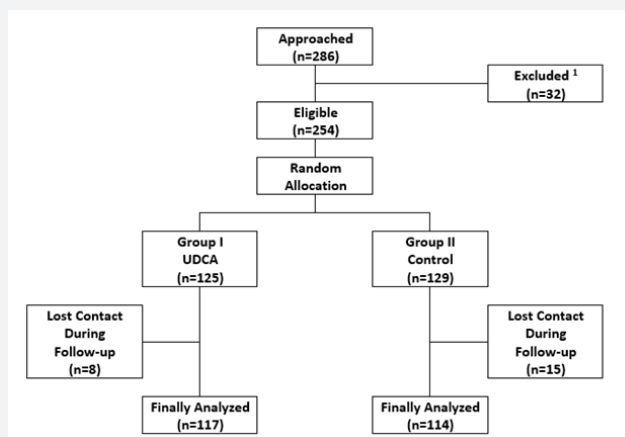 Approached
(n=286)
Excluded ¹
(n=32)
Eligible
(n=254)
Random
Allocation
Group I
UDCA
(n=125)
Group II
Control
(n=129)
Lost Contact
During
Follow-up
(n=8)
Lost Contact
During
Follow-up
(n=15)
Finally Analyzed
(n=117)
Finally Analyzed
(n=114)